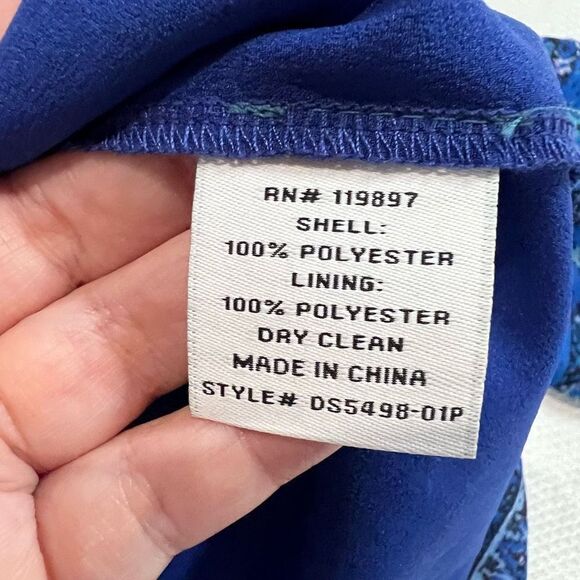 RN# 119897
SHELL:
100% POLYESTER
LINING:
100% POLYESTER
DRY CLEAN
MADE IN CHINA
STYLE# DS5498-01P